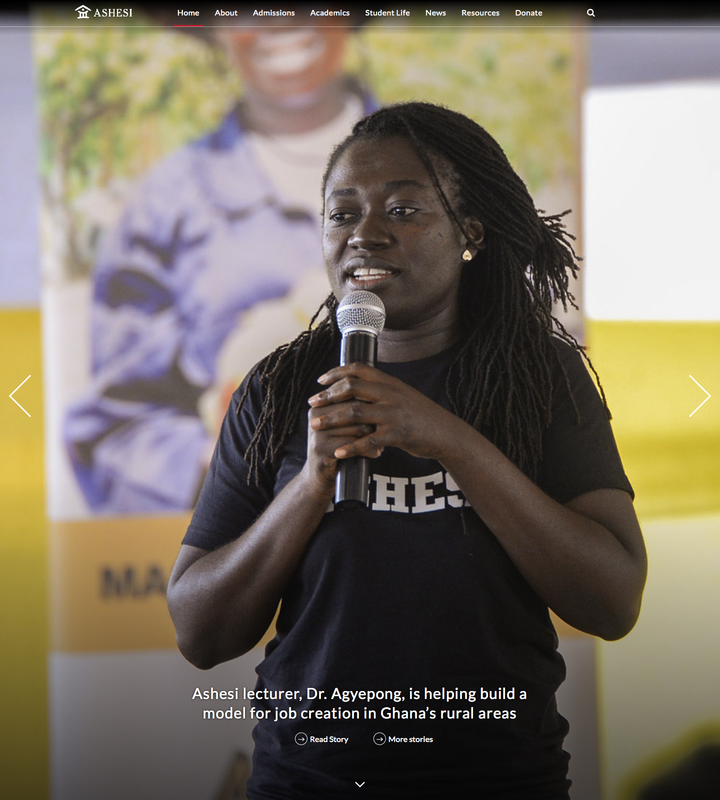 ASHESI
Home About Admissions Academics Student Life News Resources Donate
MA
Ashesi lecturer, Dr. Agyepong, is helping build a
model for job creation in Ghana’s rural areas
Read Story More stories